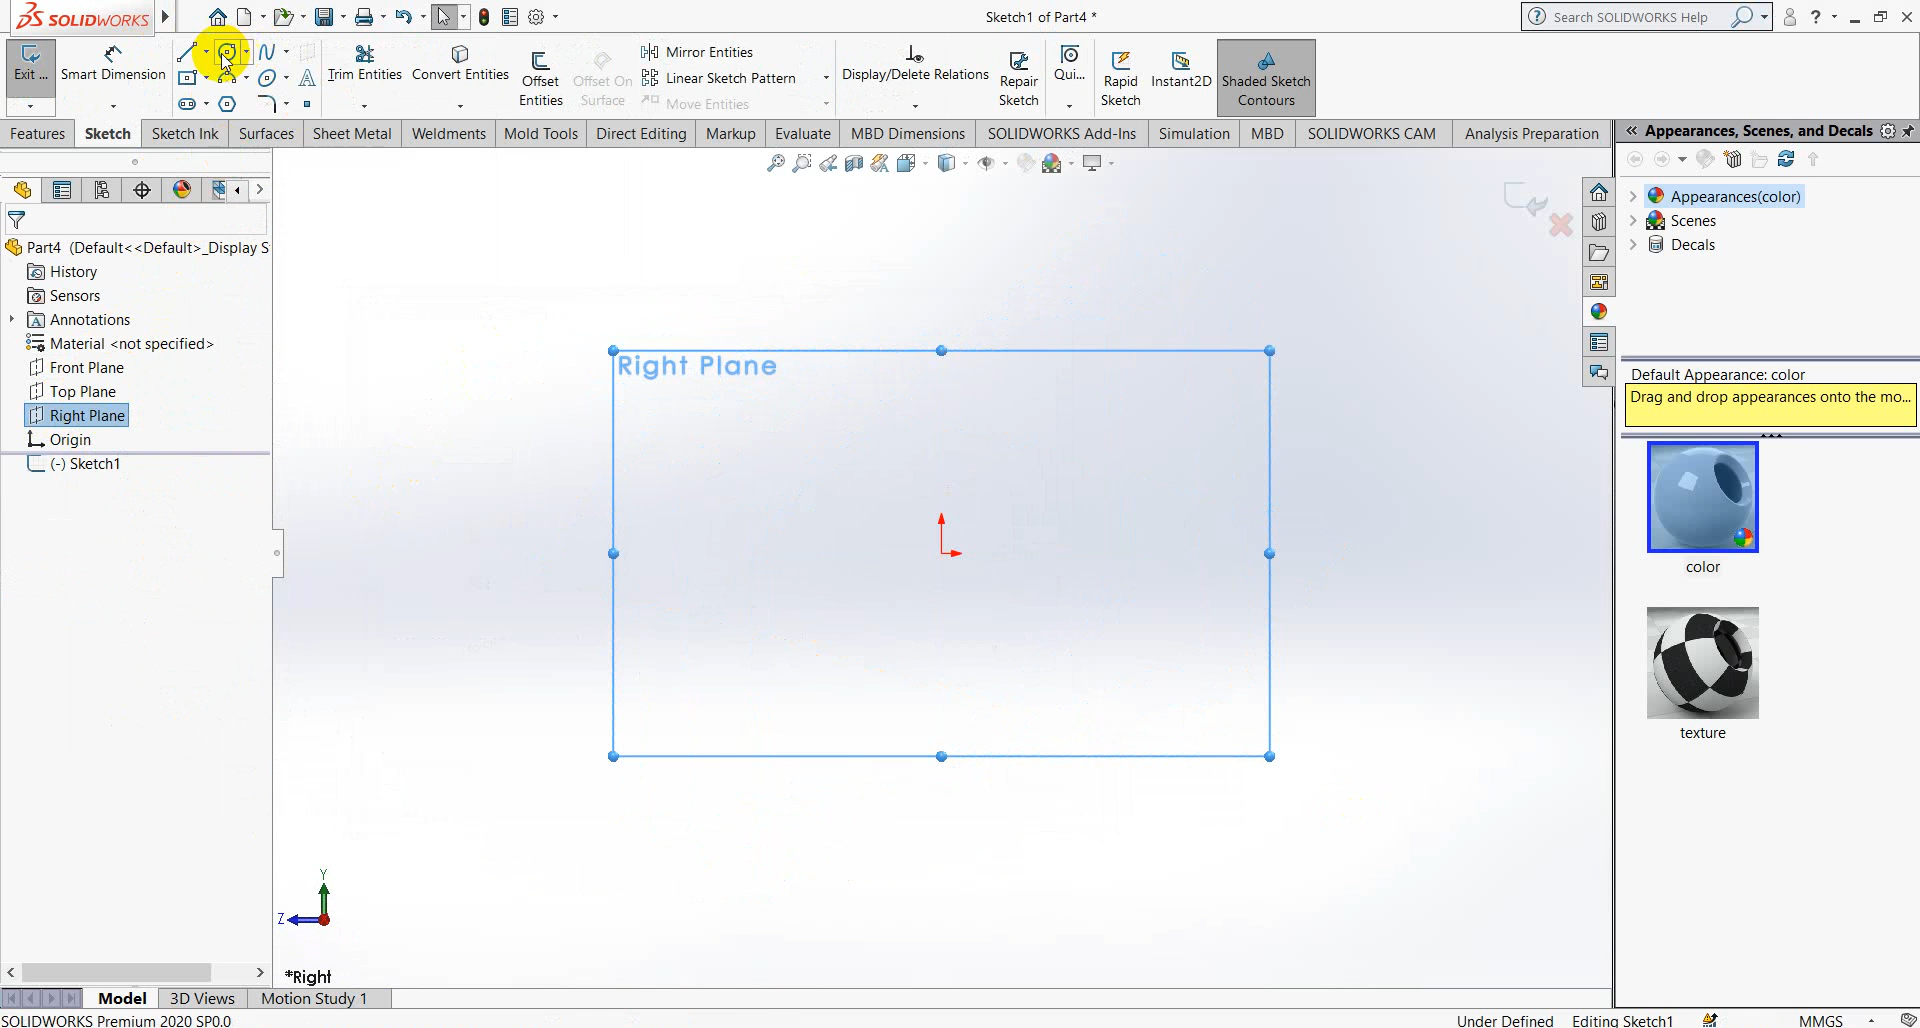 SOLIDWORKS
Sketch1 of Part4 *
Search SOLIDWORKS Help
?
Exit ...
Smart Dimension
Trim Entities
Convert Entities
Offset Entities
Offset On Surface
Mirror Entities
Linear Sketch Pattern
Move Entities
Display/Delete Relations
Repair Sketch
Qui...
Rapid Sketch
Instant2D
Shaded Sketch Contours
Features
Sketch
Sketch Ink
Surfaces
Sheet Metal
Weldments
Mold Tools
Direct Editing
Markup
Evaluate
MBD Dimensions
SOLIDWORKS Add-Ins
Simulation
MBD
SOLIDWORKS CAM
Analysis Preparation
Appearances, Scenes, and Decals
Part4 (Default<<Default>_Display S
History
Sensors
Annotations
Material <not specified>
Front Plane
Top Plane
Right Plane
Origin
(-) Sketch1
Right Plane
Y
Z
*Right
Appearances(color)
Scenes
Decals
Default Appearance: color
Drag and drop appearances onto the mo...
color
texture
Model
3D Views
Motion Study 1
SOLIDWORKS Premium 2020 SP0.0
Under Defined
Editing Sketch1
MMGS